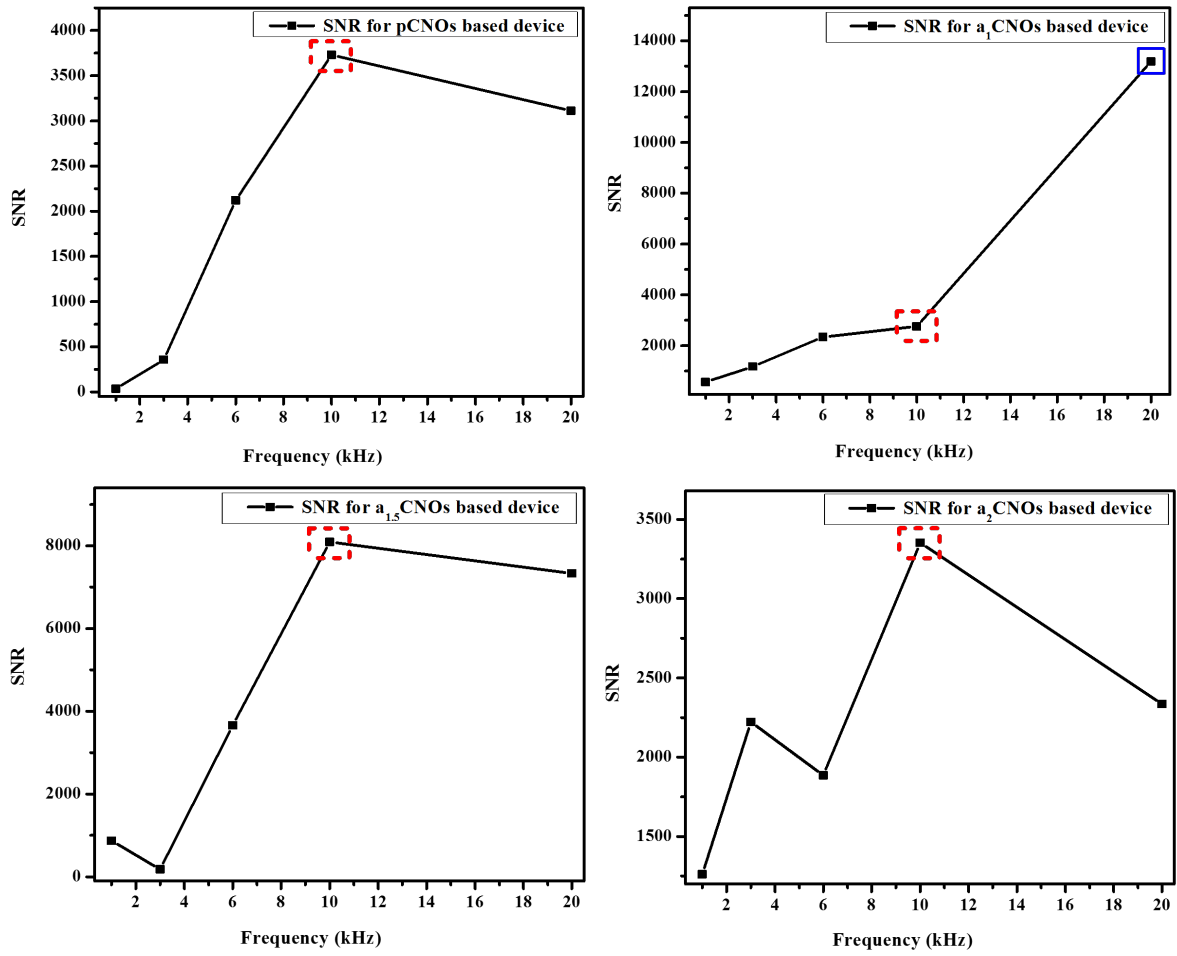 SNR for pCNOs based device
4000
3500
3000
2500
2000
1500
1000
500
0
SNR
2 4 6 8 10 12 14 16 18 20
Frequency (kHz)
SNR for a₁CNOs based device
14000
12000
10000
8000
6000
4000
2000
SNR
2 4 6 8 10 12 14 16 18 20
Frequency (kHz)
SNR for a₁.₅CNOs based device
8000
6000
4000
2000
0
SNR
2 4 6 8 10 12 14 16 18 20
Frequency (kHz)
SNR for a₂CNOs based device
3500
3000
2500
2000
1500
SNR
2 4 6 8 10 12 14 16 18 20
Frequency (kHz)